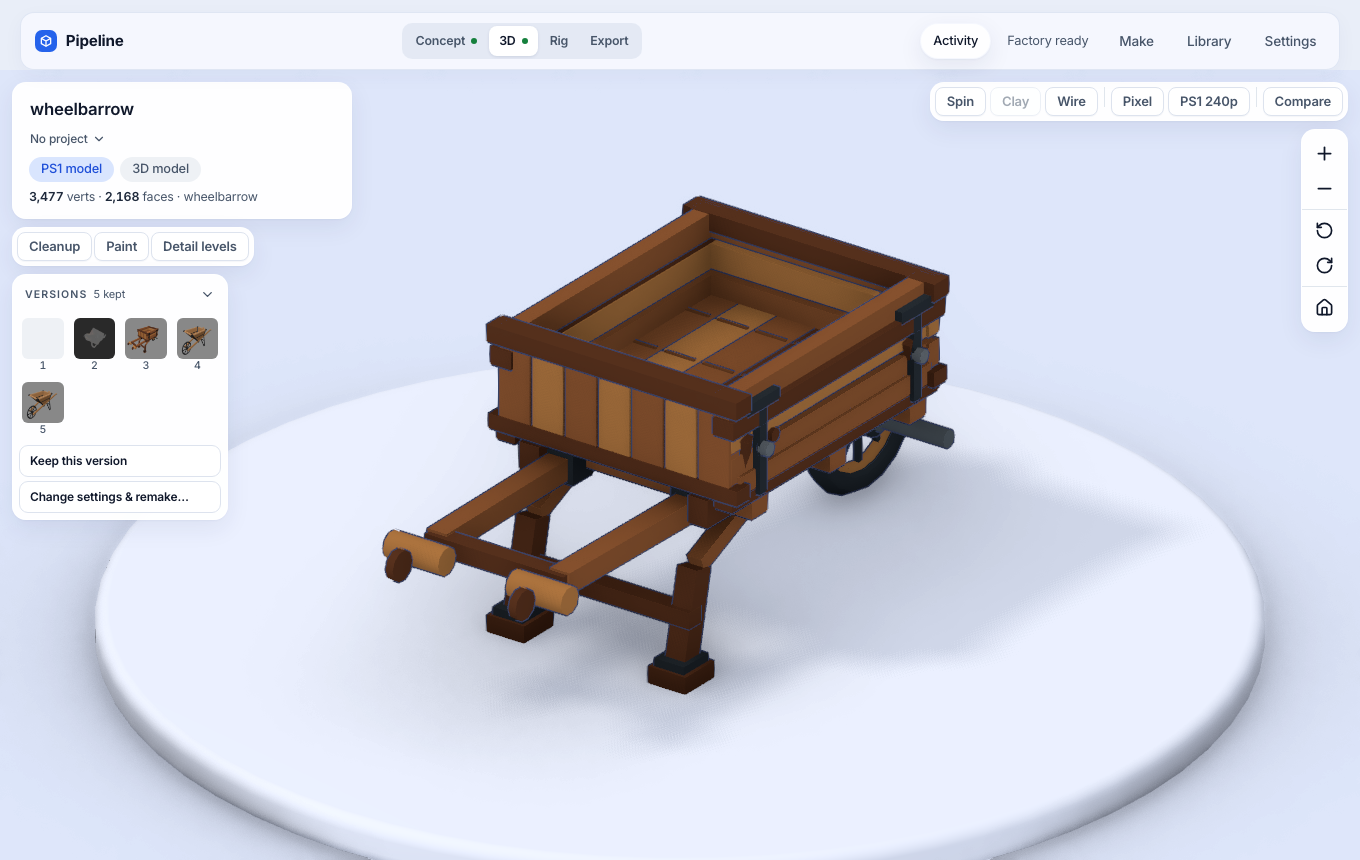 Pipeline
Concept 3D Rig Export
Activity Factory ready Make Library Settings
wheelbarrow
No project
PS1 model 3D model
3,477 verts · 2,168 faces · wheelbarrow
Spin Clay Wire Pixel PS1 240p Compare
Cleanup Paint Detail levels
VERSIONS 5 kept
1 2 3 4
5
Keep this version
Change settings & remake...